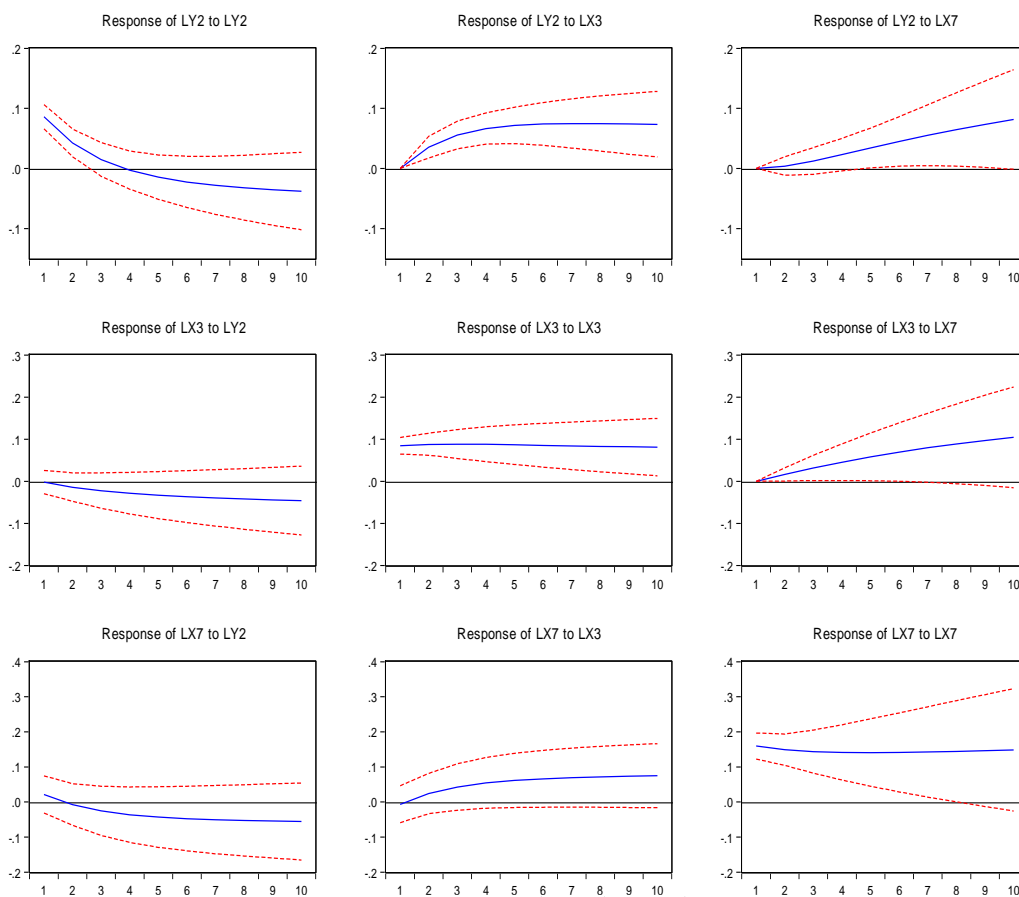 Response of LY2 to LY2
.2
.1
.0
-.1
1 2 3 4 5 6 7 8 9 10
Response of LY2 to LX3
.2
.1
.0
-.1
1 2 3 4 5 6 7 8 9 10
Response of LY2 to LX7
.2
.1
.0
-.1
1 2 3 4 5 6 7 8 9 10
Response of LX3 to LY2
.3
.2
.1
.0
-.1
-.2
1 2 3 4 5 6 7 8 9 10
Response of LX3 to LX3
.3
.2
.1
.0
-.1
-.2
1 2 3 4 5 6 7 8 9 10
Response of LX3 to LX7
.3
.2
.1
.0
-.1
-.2
1 2 3 4 5 6 7 8 9 10
Response of LX7 to LY2
.4
.3
.2
.1
.0
-.1
-.2
1 2 3 4 5 6 7 8 9 10
Response of LX7 to LX3
.4
.3
.2
.1
.0
-.1
-.2
1 2 3 4 5 6 7 8 9 10
Response of LX7 to LX7
.4
.3
.2
.1
.0
-.1
-.2
1 2 3 4 5 6 7 8 9 10